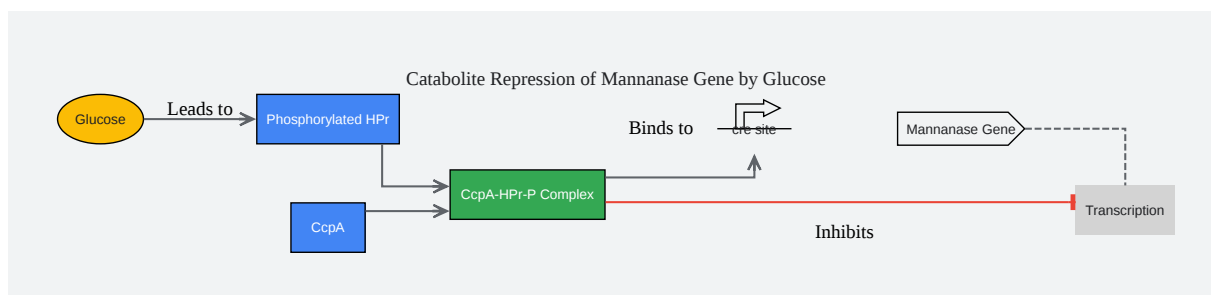 Catabolite Repression of Mannanase Gene by Glucose
Glucose
Leads to
Phosphorylated HPr
Binds to
cre site
Mannanase Gene
CcpA-HPr-P Complex
CcpA
Inhibits
Transcription